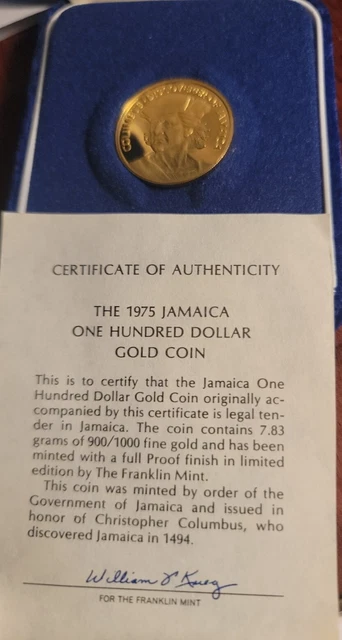 CERTIFICATE OF AUTHENTICITY
THE 1975 JAMAICA
ONE HUNDRED DOLLAR
GOLD COIN
This is to certify that the Jamaica One
Hundred Dollar Gold Coin originally ac-
companied by this certificate is legal ten-
der in Jamaica. The coin contains 7.83
grams of 900/1000 fine gold and has been
minted with a full Proof finish in limited
edition by The Franklin Mint.
This coin was minted by order of the
Government of Jamaica and issued in
honor of Christopher Columbus, who
discovered Jamaica in 1494.
FOR THE FRANKLIN MINT